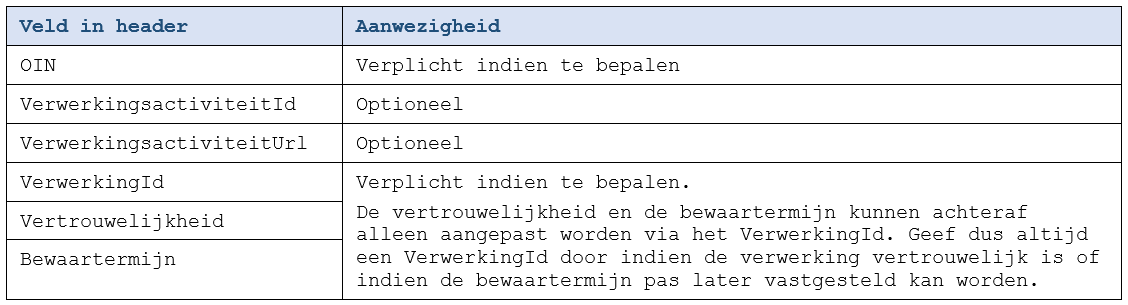 Veld in header Aanwezigheid
OIN Verplicht indien te bepalen
VerwerkingsactiviteitId Optioneel
VerwerkingsactiviteitUrl Optioneel
VerwerkingId Verplicht indien te bepalen.
Vertrouwelijkheid
Bewaartermijn
De vertrouwelijkheid en de bewaartermijn kunnen achteraf
alleen aangepast worden via het VerwerkingId. Geef dus altijd
een VerwerkingId door indien de verwerking vertrouwelijk is of
indien de bewaartermijn pas later vastgesteld kan worden.